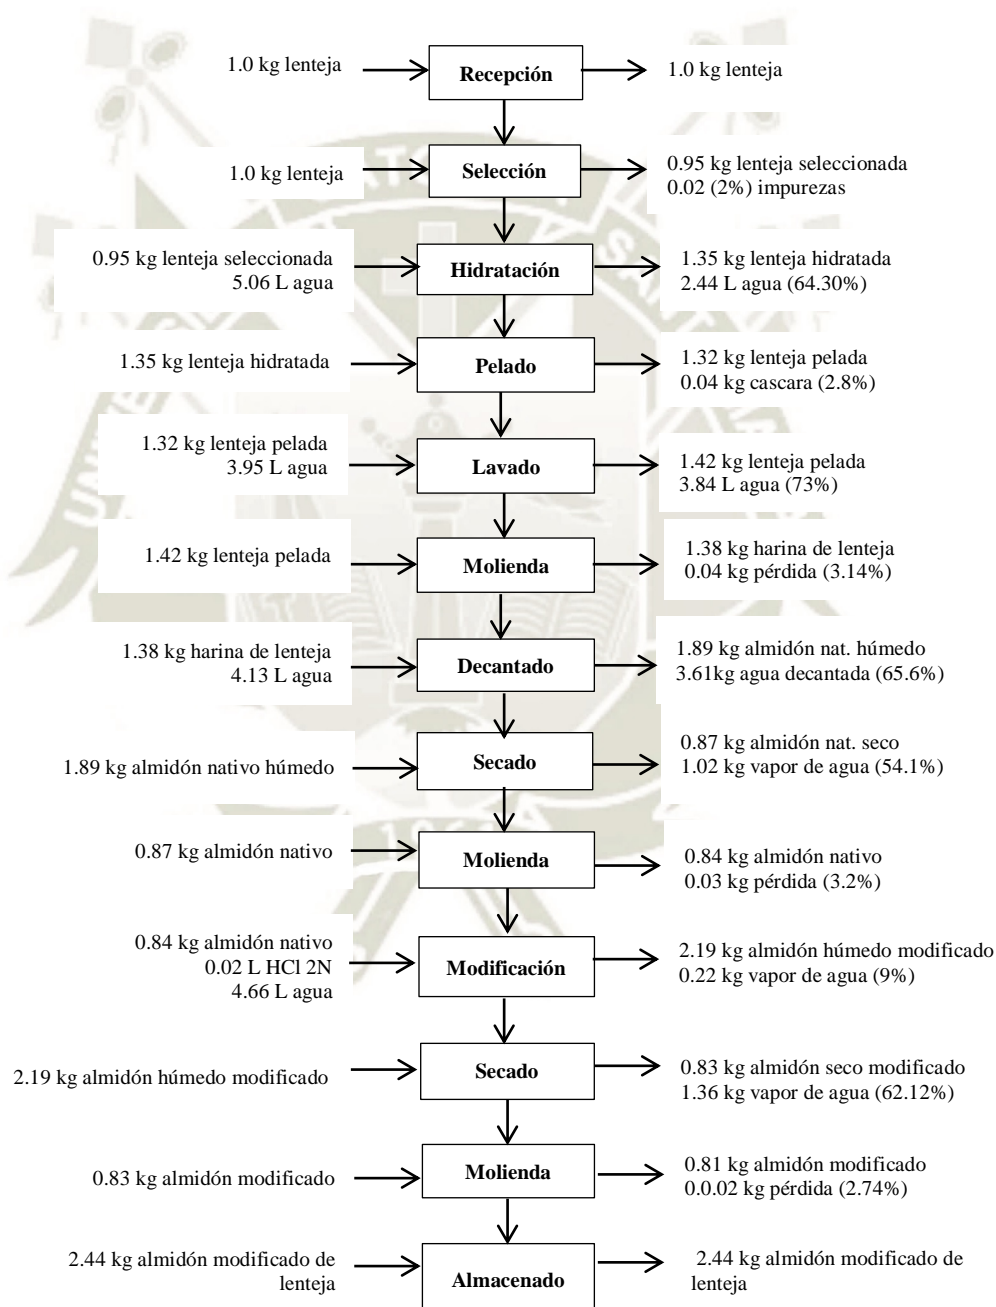 1.0 kg lenteja
Recepción
1.0 kg lenteja
1.0 kg lenteja
Selección
0.95 kg lenteja seleccionada
0.02 (2%) impurezas
0.95 kg lenteja seleccionada
5.06 L agua
Hidratación
1.35 kg lenteja hidratada
2.44 L agua (64.30%)
1.35 kg lenteja hidratada
Pelado
1.32 kg lenteja pelada
0.04 kg cascara (2.8%)
1.32 kg lenteja pelada
3.95 L agua
Lavado
1.42 kg lenteja pelada
3.84 L agua (73%)
1.42 kg lenteja pelada
Molienda
1.38 kg harina de lenteja
0.04 kg pérdida (3.14%)
1.38 kg harina de lenteja
4.13 L agua
Decantado
1.89 kg almidón nat. húmedo
3.61kg agua decantada (65.6%)
1.89 kg almidón nativo húmedo
Secado
0.87 kg almidón nat. seco
1.02 kg vapor de agua (54.1%)
0.87 kg almidón nativo
Molienda
0.84 kg almidón nativo
0.03 kg pérdida (3.2%)
0.84 kg almidón nativo
0.02 L HCl 2N
4.66 L agua
Modificación
2.19 kg almidón húmedo modificado
0.22 kg vapor de agua (9%)
2.19 kg almidón húmedo modificado
Secado
0.83 kg almidón seco modificado
1.36 kg vapor de agua (62.12%)
0.83 kg almidón modificado
Molienda
0.81 kg almidón modificado
0.0.02 kg pérdida (2.74%)
2.44 kg almidón modificado de
lenteja
Almacenado
2.44 kg almidón modificado de
lenteja